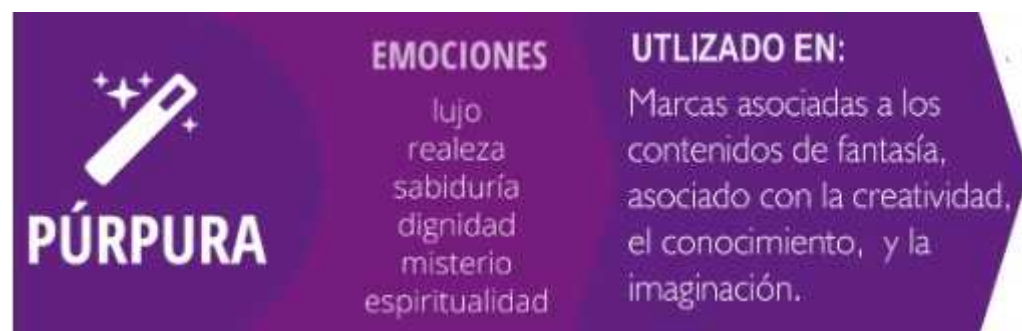 PÚRPURA
EMOCIONES
lujo
realeza
sabiduría
dignidad
misterio
espiritualidad
UTLIZADO EN:
Marcas asociadas a los
contenidos de fantasía,
asociado con la creatividad,
el conocimiento, y la
imaginación.